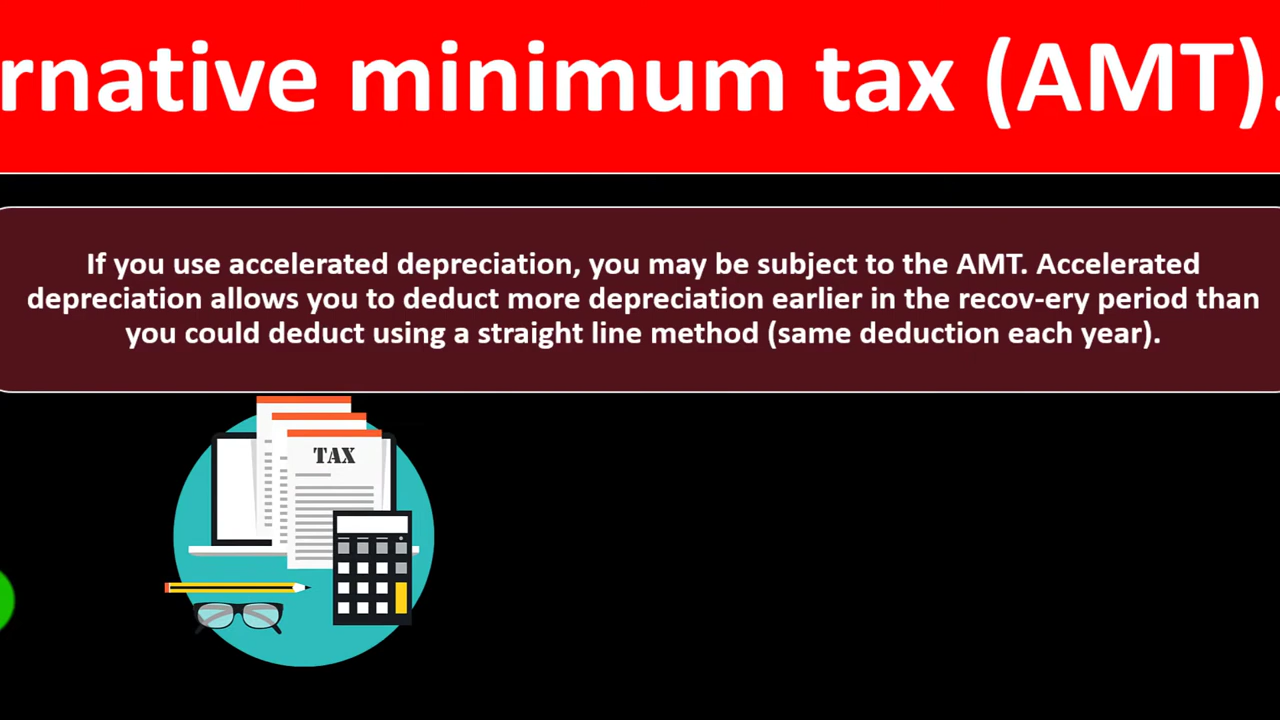 rnative minimum tax (AMT).
If you use accelerated depreciation, you may be subject to the AMT. Accelerated
depreciation allows you to deduct more depreciation earlier in the recov-ery period than
you could deduct using a straight line method (same deduction each year).
TAX